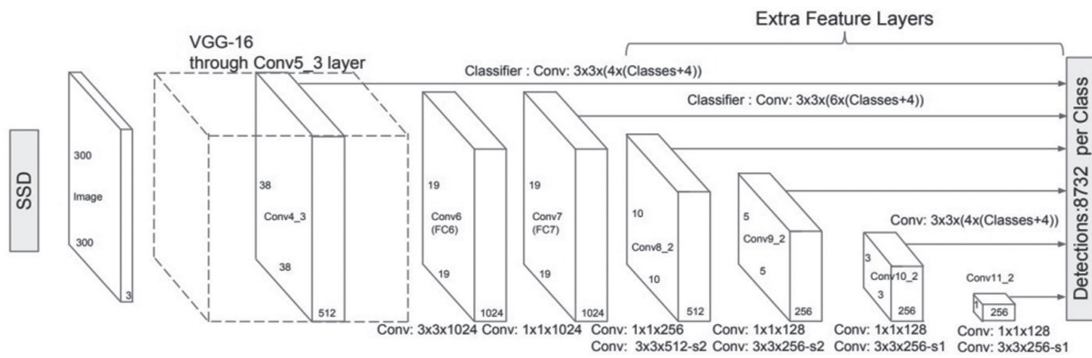 Extra Feature Layers
VGG-16
through Conv5_3 layer
Classifier : Conv: 3x3x(4x(Classes+4))
Classifier : Conv: 3x3x(6x(Classes+4))
SSD
300
Image
300
3
38
Conv4_3
38
512
19
Conv6
(FC6)
19
1024
19
Conv7
(FC7)
19
1024
10
Conv8_2
10
512
5
Conv9_2
5
256
Conv: 3x3x(4x(Classes+4))
3
Conv10_2
3
256
Conv11_2
1
256
Detections:8732 per Class
Conv: 3x3x1024
Conv: 1x1x1024
Conv: 1x1x256
Conv: 3x3x512-s2
Conv: 1x1x128
Conv: 3x3x256-s2
Conv: 1x1x128
Conv: 3x3x256-s1
Conv: 1x1x128
Conv: 3x3x256-s1